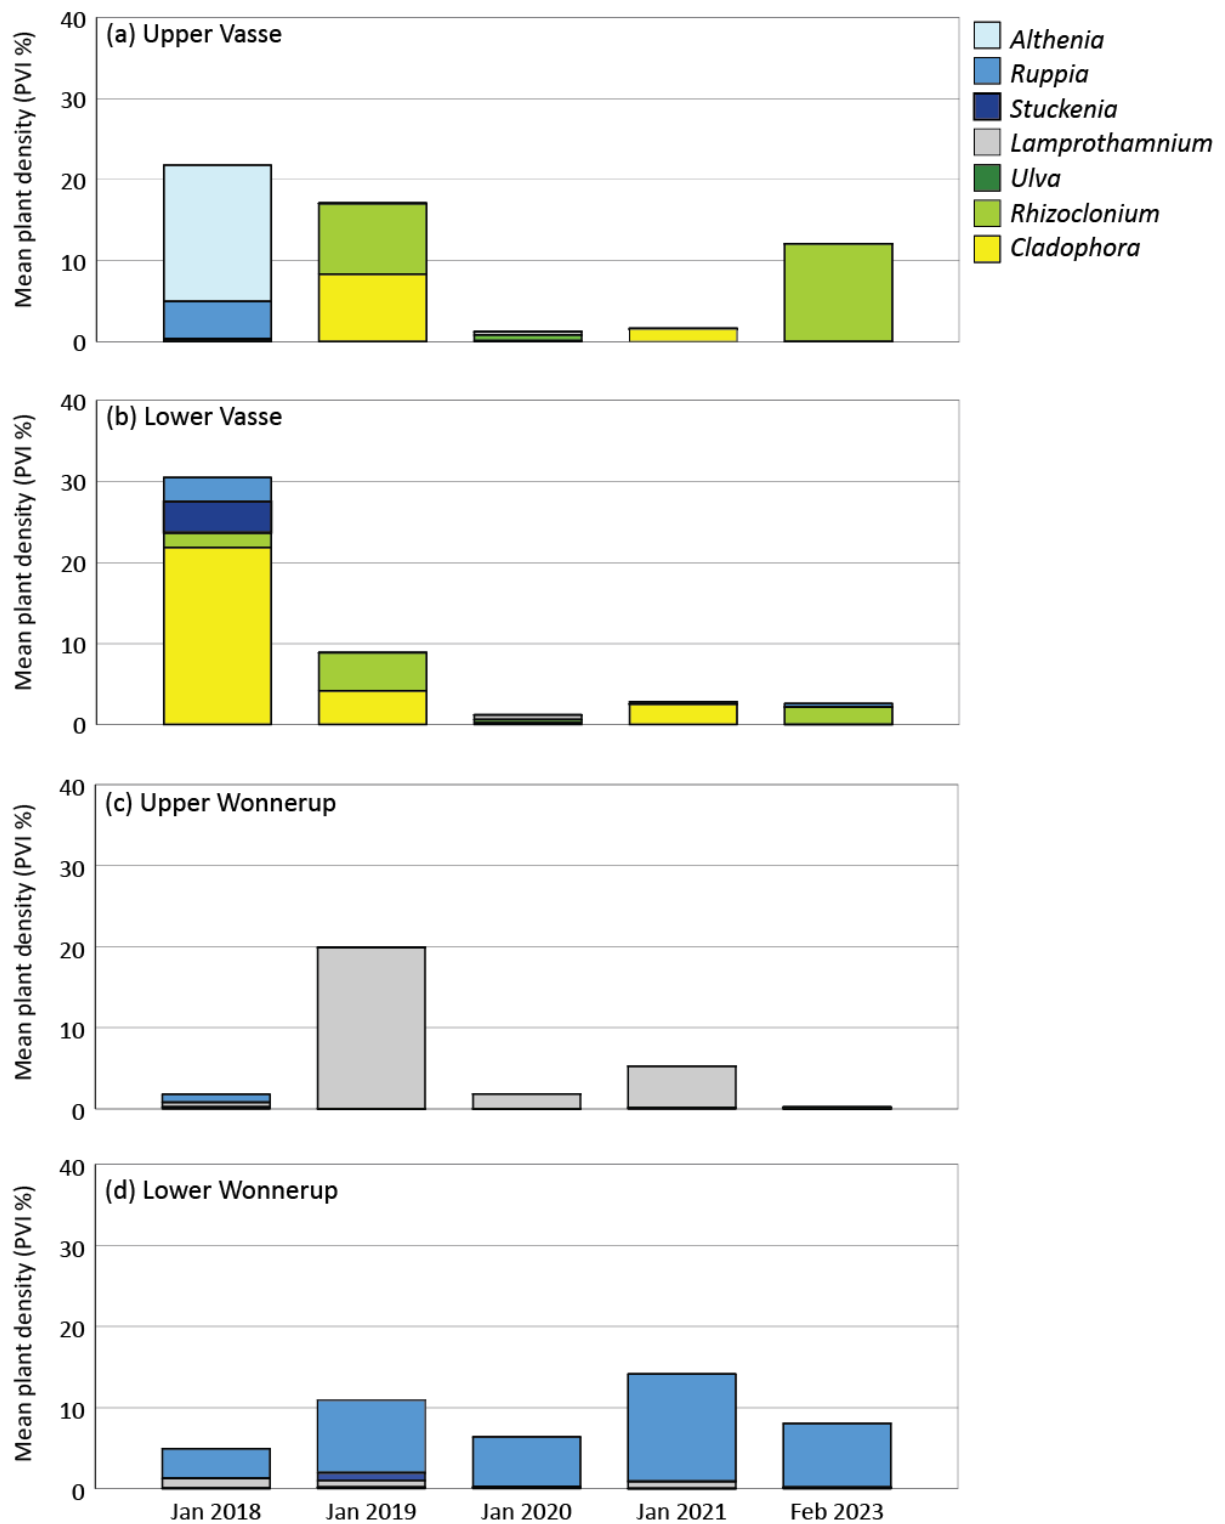 Mean plant density (PVI %)
40
30
20
10
0
(a) Upper Vasse
Althenia
Ruppia
Stuckenia
Lamprothamnium
Ulva
Rhizoclonium
Cladophora
Mean plant density (PVI %)
40
30
20
10
0
(b) Lower Vasse
Mean plant density (PVI %)
40
30
20
10
0
(c) Upper Wonnerup
Mean plant density (PVI %)
40
30
20
10
0
(d) Lower Wonnerup
Jan 2018 Jan 2019 Jan 2020 Jan 2021 Feb 2023